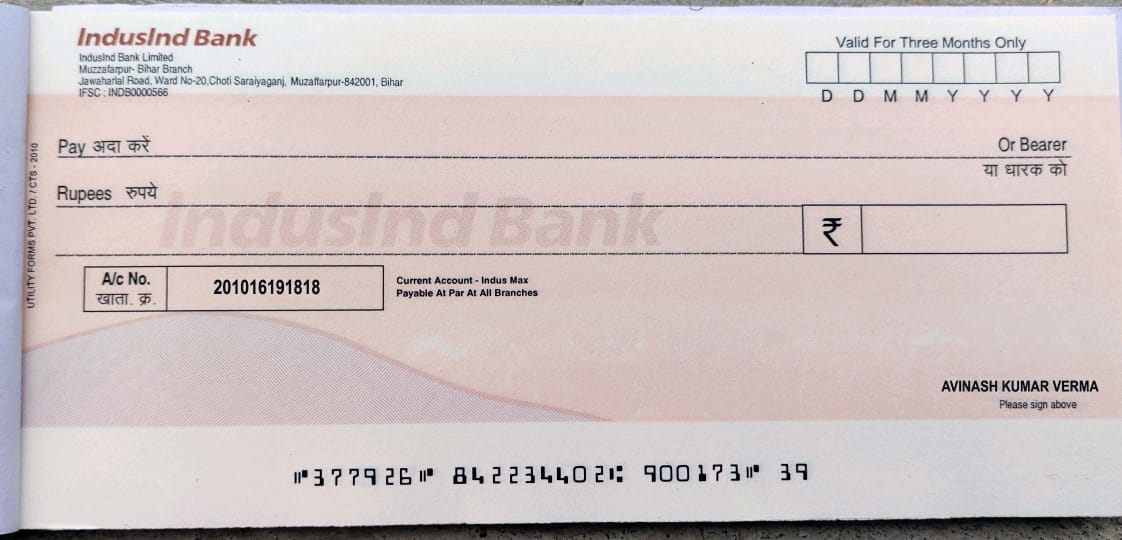 IndusInd Bank
IndusInd Bank Limited
Muzzafarpur- Bihar Branch
Jawaharlal Road, Ward No-20,Choti Saraiyaganj, Muzaffarpur-842001, Bihar
IFSC : INDB0000566
Valid For Three Months Only
D D M M Y Y Y Y
Pay अदा करें
Or Bearer
या धारक को
Rupees रुपये
IndusInd Bank
₹
A/c No.
खाता. क्र.
201016191818
Current Account - Indus Max
Payable At Par At All Branches
UTILITY FORMS PVT. LTD. / CTS - 2010
AVINASH KUMAR VERMA
Please sign above
⑈377926⑈ 842234402⑆ 900173⑈ 39